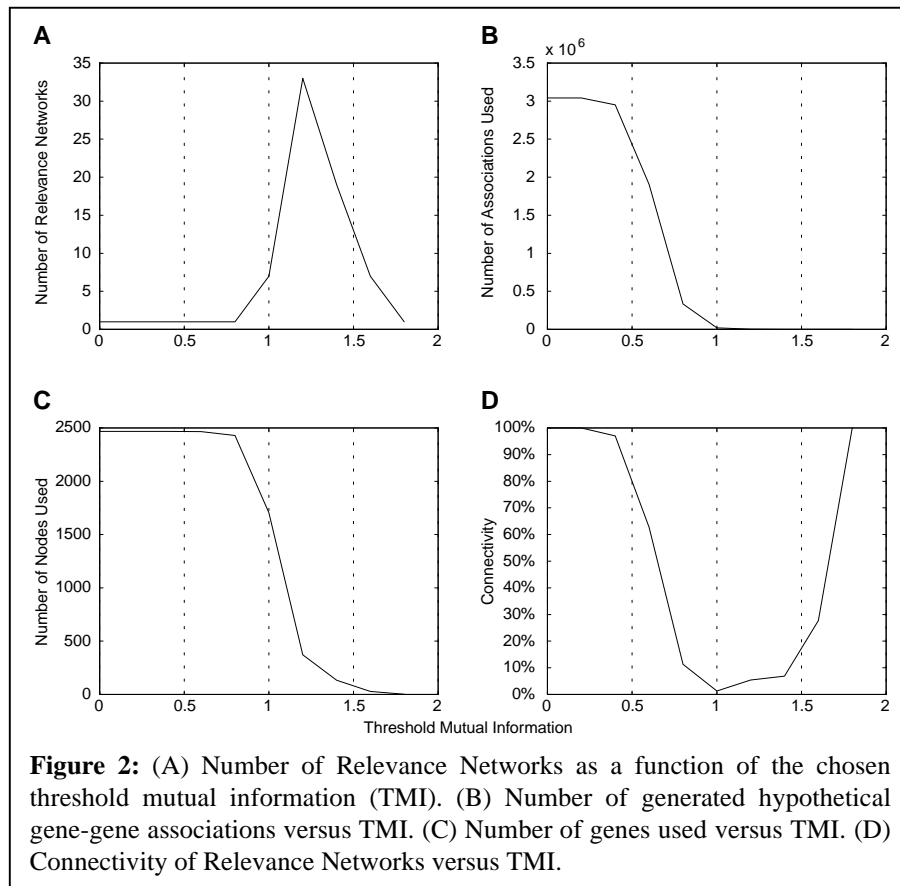 A
Number of Relevance Networks
35
30
25
20
15
10
5
0
0 0.5 1 1.5 2
B
x 10^6
Number of Associations Used
3.5
3
2.5
2
1.5
1
0.5
0
0 0.5 1 1.5 2
C
Number of Nodes Used
2500
2000
1500
1000
500
0
0 0.5 1 1.5 2
D
Connectivity
100%
90%
80%
70%
60%
50%
40%
30%
20%
10%
0%
0 0.5 1 1.5 2
Threshold Mutual Information
Figure 2: (A) Number of Relevance Networks as a function of the chosen
threshold mutual information (TMI). (B) Number of generated hypothetical
gene-gene associations versus TMI. (C) Number of genes used versus TMI. (D)
Connectivity of Relevance Networks versus TMI.